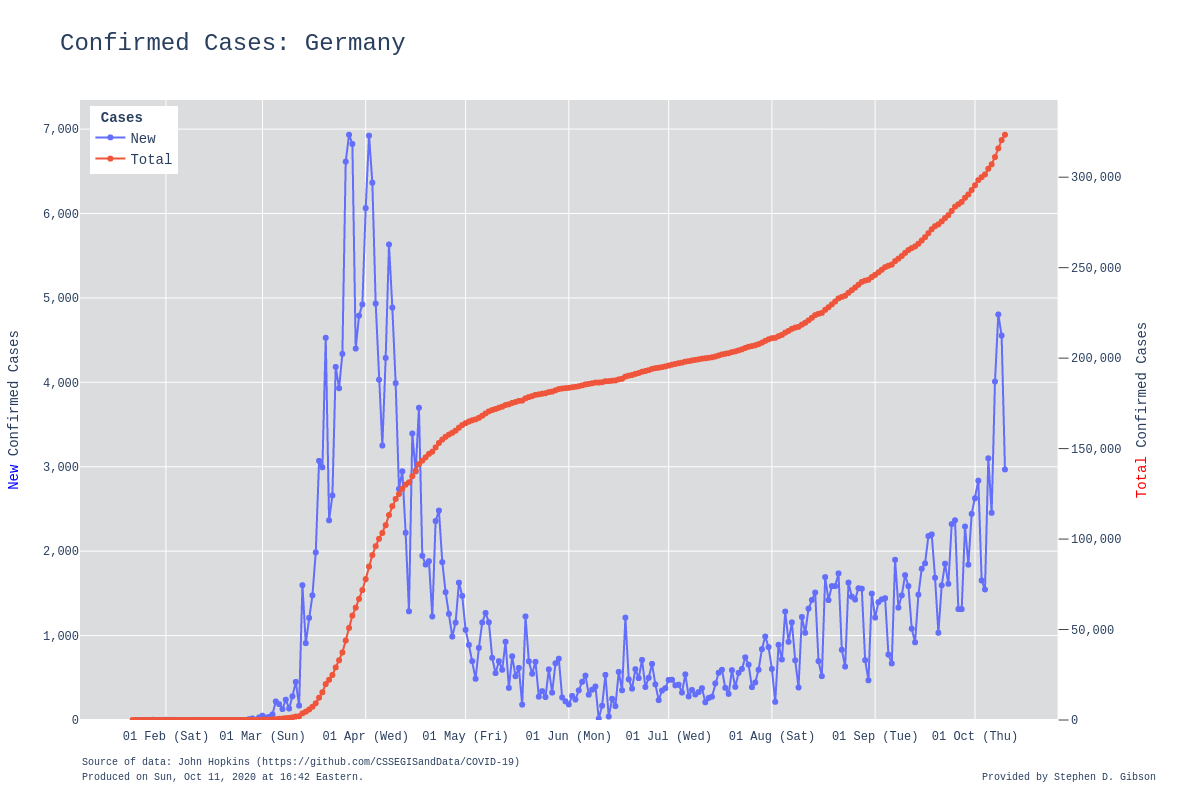 Confirmed Cases: Germany
Cases
New
Total
7,000
6,000
5,000
4,000
3,000
2,000
1,000
0
New Confirmed Cases
300,000
250,000
200,000
150,000
100,000
50,000
0
Total Confirmed Cases
01 Feb (Sat) 01 Mar (Sun) 01 Apr (Wed) 01 May (Fri) 01 Jun (Mon) 01 Jul (Wed) 01 Aug (Sat) 01 Sep (Tue) 01 Oct (Thu)
Source of data: John Hopkins (https://github.com/CSSEGISandData/COVID-19)
Produced on Sun, Oct 11, 2020 at 16:42 Eastern.
Provided by Stephen D. Gibson